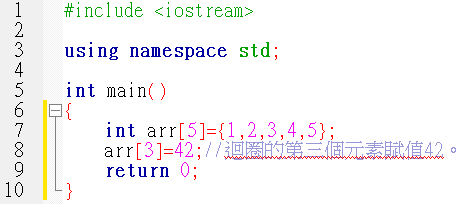 1 #include <iostream>
2
3 using namespace std;
4
5 int main()
6 {
7 int arr[5]={1,2,3,4,5};
8 arr[3]=42;//迴圈的第三個元素賦值42。
9 return 0;
10 }